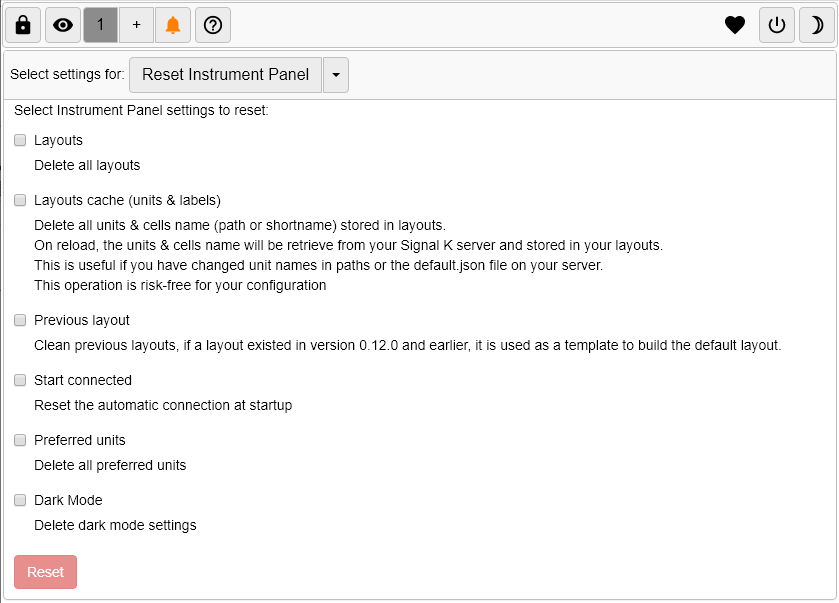 1 +
Select settings for: Reset Instrument Panel
Select Instrument Panel settings to reset:
Layouts
Delete all layouts
Layouts cache (units & labels)
Delete all units & cells name (path or shortname) stored in layouts.
On reload, the units & cells name will be retrieve from your Signal K server and stored in your layouts.
This is useful if you have changed unit names in paths or the default.json file on your server.
This operation is risk-free for your configuration
Previous layout
Clean previous layouts, if a layout existed in version 0.12.0 and earlier, it is used as a template to build the default layout.
Start connected
Reset the automatic connection at startup
Preferred units
Delete all preferred units
Dark Mode
Delete dark mode settings
Reset